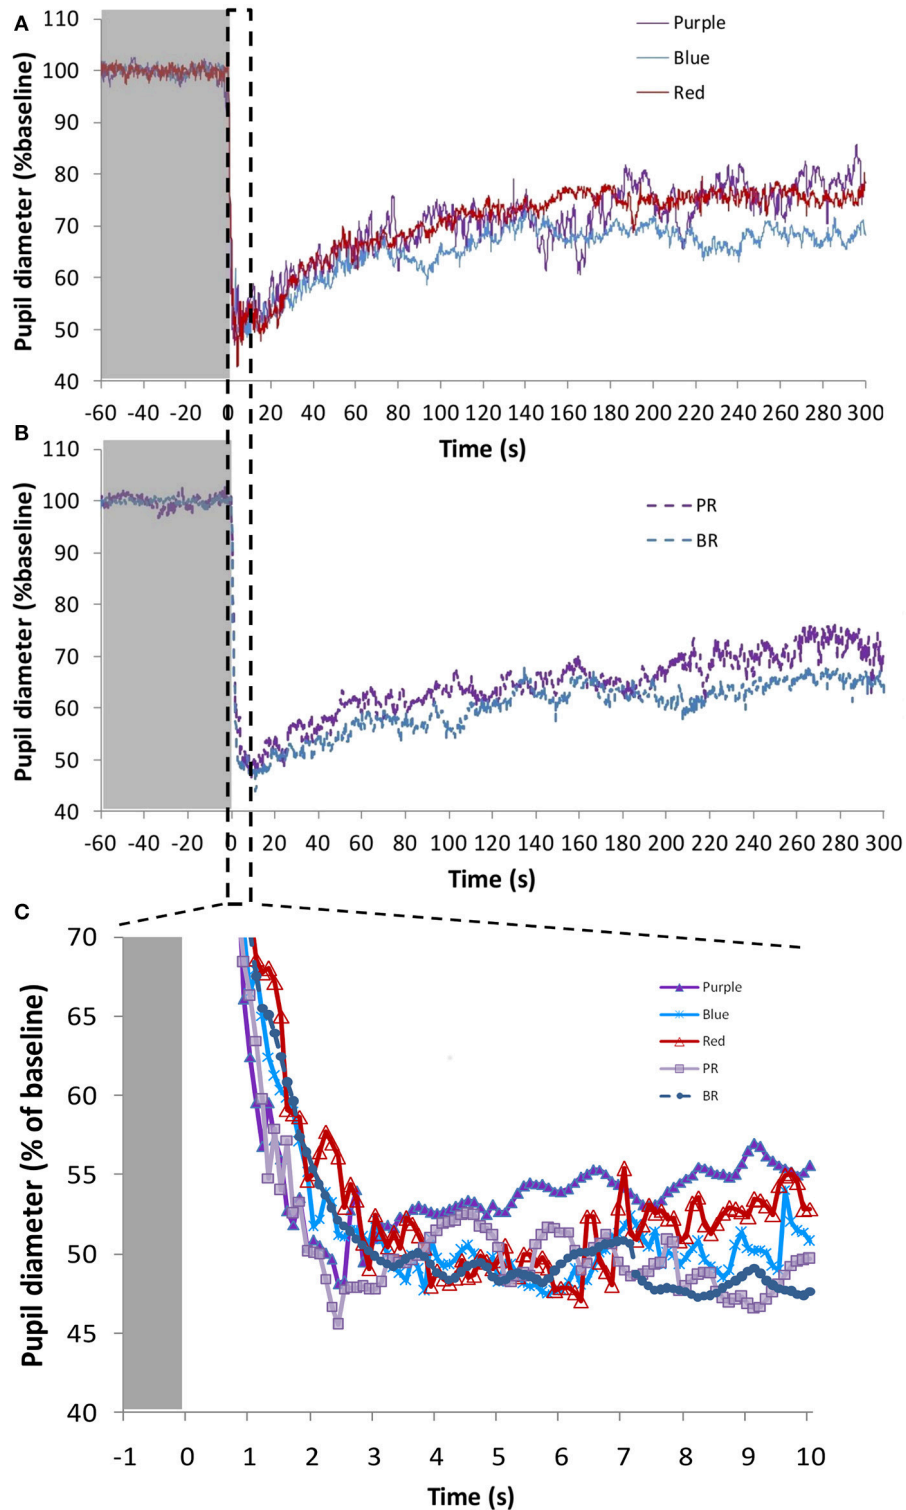 A
Pupil diameter (%baseline)
110
100
90
80
70
60
50
40
Purple
Blue
Red
-60 -40 -20 0 20 40 60 80 100 120 140 160 180 200 220 240 260 280 300
Time (s)
B
Pupil diameter (%baseline)
110
100
90
80
70
60
50
40
PR
BR
-60 -40 -20 0 20 40 60 80 100 120 140 160 180 200 220 240 260 280 300
Time (s)
C
Pupil diameter (% of baseline)
70
65
60
55
50
45
40
Purple
Blue
Red
PR
BR
-1 0 1 2 3 4 5 6 7 8 9 10
Time (s)